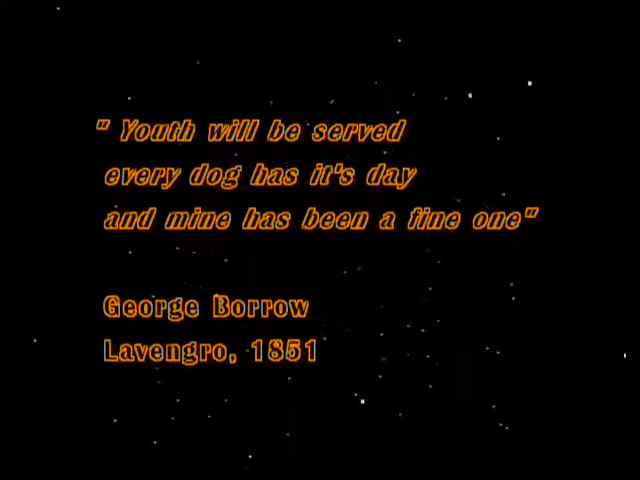 " Youth will be served
every dog has it's day
and mine has been a fine one"
George Borrow
Lavengro, 1851